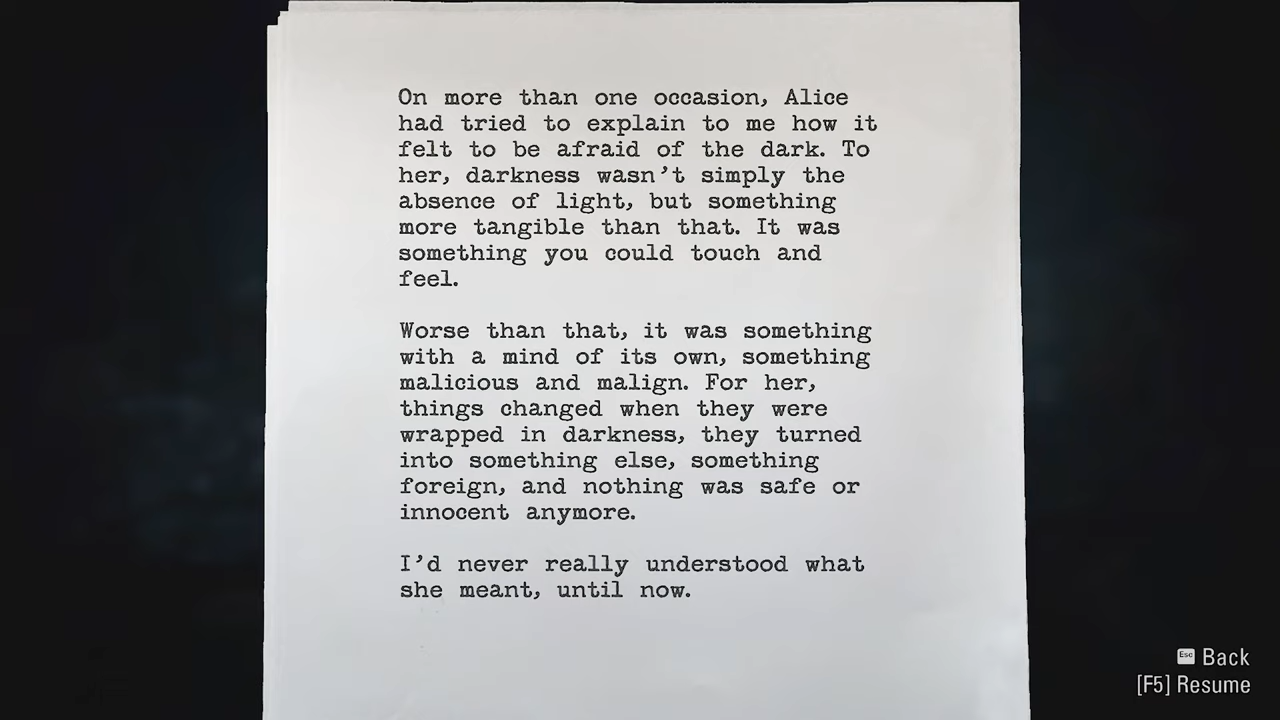 On more than one occasion, Alice
had tried to explain to me how it
felt to be afraid of the dark. To
her, darkness wasn't simply the
absence of light, but something
more tangible than that. It was
something you could touch and
feel.
Worse than that, it was something
with a mind of its own, something
malicious and malign. For her,
things changed when they were
wrapped in darkness, they turned
into something else, something
foreign, and nothing was safe or
innocent anymore.
I'd never really understood what
she meant, until now.
Esc Back
[F5] Resume